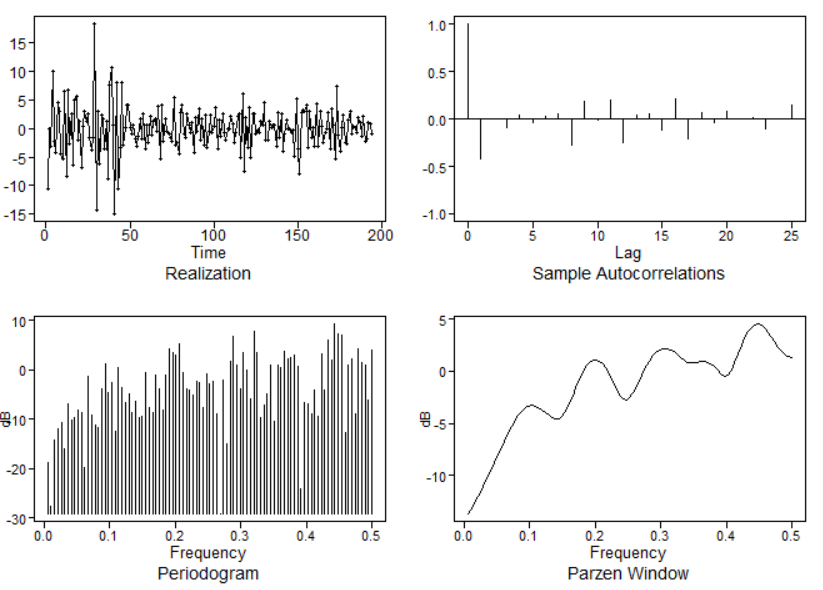 15
10
5
0
-5
-10
-15
0 50 100 150 200
Time
Realization
1.0
0.5
0.0
-0.5
-1.0
0 5 10 15 20 25
Lag
Sample Autocorrelations
10
0
-10
-20
-30
dB
0.0 0.1 0.2 0.3 0.4 0.5
Frequency
Periodogram
5
0
-5
-10
dB
0.0 0.1 0.2 0.3 0.4 0.5
Frequency
Parzen Window